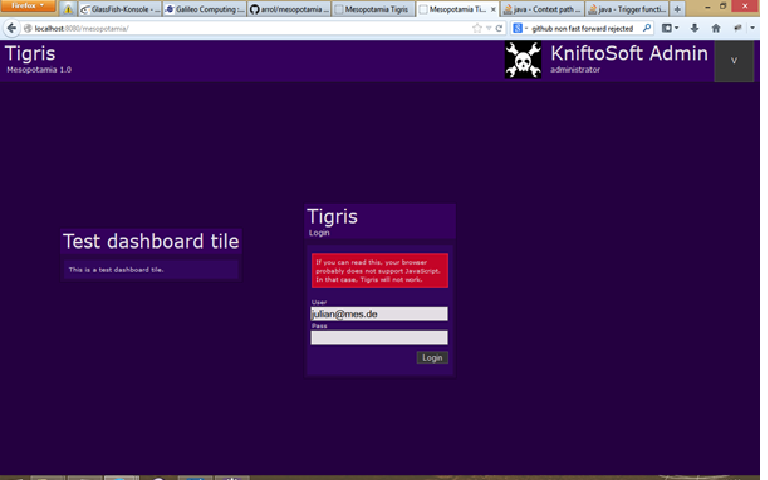 Firefox
GlassFish-Konsole - ...
Galileo Computing :...
arrol/mesopotamia ...
Mesopotamia Tigris
Mesopotamia Ti...
java - Context path ...
java - Trigger functi...
localhost:8080/mesopotamia/
github non fast forward rejected
Tigris
Mesopotamia 1.0
KniftoSoft Admin
administrator
v
Test dashboard tile
This is a test dashboard tile.
Tigris
Login
If you can read this, your browser
probably does not support JavaScript.
In that case, Tigris will not work.
User
julian@mes.de
Pass
Login